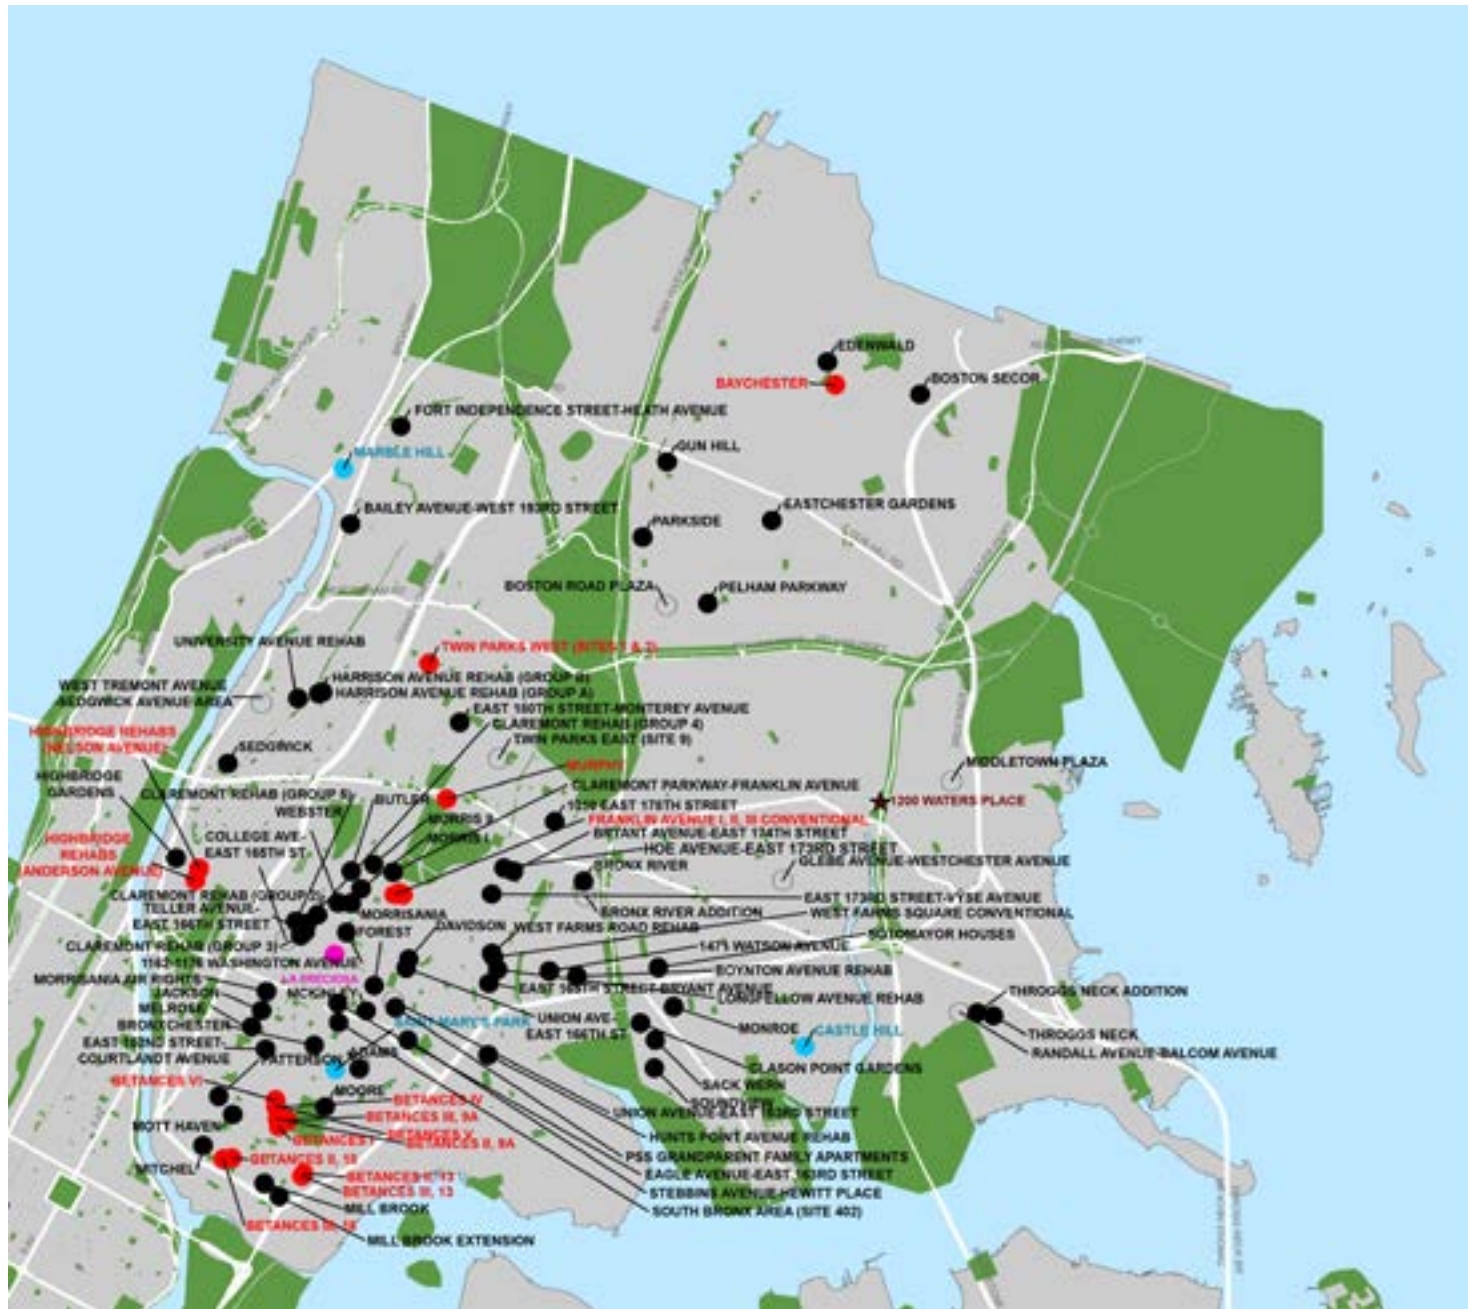 EDENWALD
BAYCHESTER
BOSTON SECOR
FORT INDEPENDENCE STREET-HEATH AVENUE
MARBLE HILL
GUN HILL
BAILEY AVENUE-WEST 193RD STREET
EASTCHESTER GARDENS
PARKSIDE
BOSTON ROAD PLAZA
PELHAM PARKWAY
UNIVERSITY AVENUE REHAB
TWIN PARKS WEST (SITES 1 & 2)
HARRISON AVENUE REHAB (GROUP B)
HARRISON AVENUE REHAB (GROUP A)
WEST TREMONT AVENUE
SEDGWICK AVENUE AREA
EAST 180TH STREET-MONTEREY AVENUE
CLAREMONT REHAB (GROUP 4)
TWIN PARKS EAST (SITE 9)
HIGHBRIDGE REHABS
(NELSON AVENUE)
SEDGWICK
MURPHY
MIDDLETOWN PLAZA
HIGHBRIDGE
GARDENS
CLAREMONT REHAB (GROUP 5)
WEBSTER
BUTLER
CLAREMONT PARKWAY-FRANKLIN AVENUE
1200 WATERS PLACE
MORRIS II
MORRIS I
EAST 178TH STREET
FRANKLIN AVENUE I, II, III CONVENTIONAL
BRYANT AVENUE-EAST 174TH STREET
HOE AVENUE-EAST 173RD STREET
COLLEGE AVE-
EAST 165TH ST
HIGHBRIDGE
REHABS
(ANDERSON AVENUE)
BRONX RIVER
GLEBE AVENUE-WESTCHESTER AVENUE
CLAREMONT REHAB (GROUP 2)
TELLER AVENUE-
EAST 166TH STREET
EAST 173RD STREET-VYSE AVENUE
BRONX RIVER ADDITION
WEST FARMS SQUARE CONVENTIONAL
MORRISANIA
FOREST
DAVIDSON
WEST FARMS ROAD REHAB
SOTOMAYOR HOUSES
1471 WATSON AVENUE
CLAREMONT REHAB (GROUP 3)
1162-1176 WASHINGTON AVENUE
BOYNTON AVENUE REHAB
LA PRECIOSA
MORRISANIA AIR RIGHTS
JACKSON
MCKINLEY
EAST 165TH STREET-BRYANT AVENUE
LONGFELLOW AVENUE REHAB
THROGGS NECK ADDITION
MELROSE
BRONXCHESTER
SAINT MARY'S PARK
UNION AVE-
EAST 166TH ST
MONROE
CASTLE HILL
THROGGS NECK
RANDALL AVENUE-BALCOM AVENUE
EAST 152ND STREET-
COURTLANDT AVENUE
PATTERSON
ADAMS
CLASON POINT GARDENS
SACK WERN
SOUNDVIEW
BETANCES VI
MOORE
BETANCES IV
BETANCES III, 9A
BETANCES V
BETANCES II, 9A
BETANCES I
UNION AVENUE-EAST 163RD STREET
MOTT HAVEN
HUNTS POINT AVENUE REHAB
PSS GRANDPARENT FAMILY APARTMENTS
MITCHEL
BETANCES II, 18
EAGLE AVENUE-EAST 163RD STREET
BETANCES II, 13
BETANCES III, 13
STEBBINS AVENUE-HEWITT PLACE
MILL BROOK
SOUTH BRONX AREA (SITE 402)
BETANCES III, 18
MILL BROOK EXTENSION